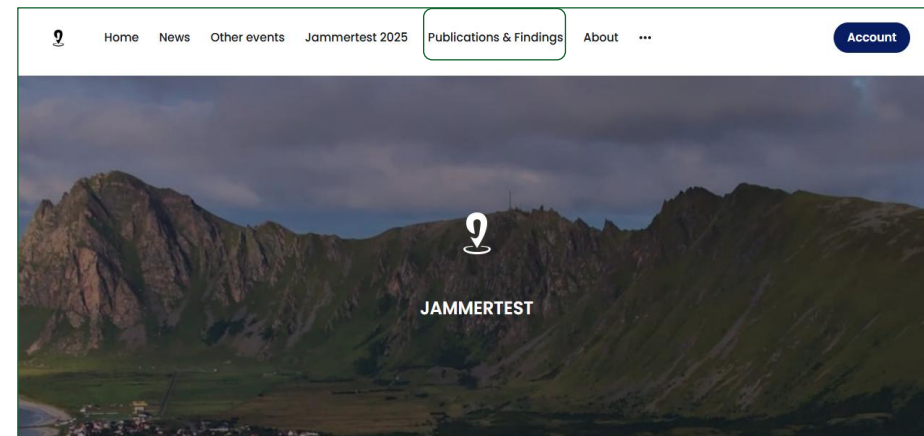 Home News Other events Jammertest 2025 Publications & Findings About ••• Account
JAMMERTEST